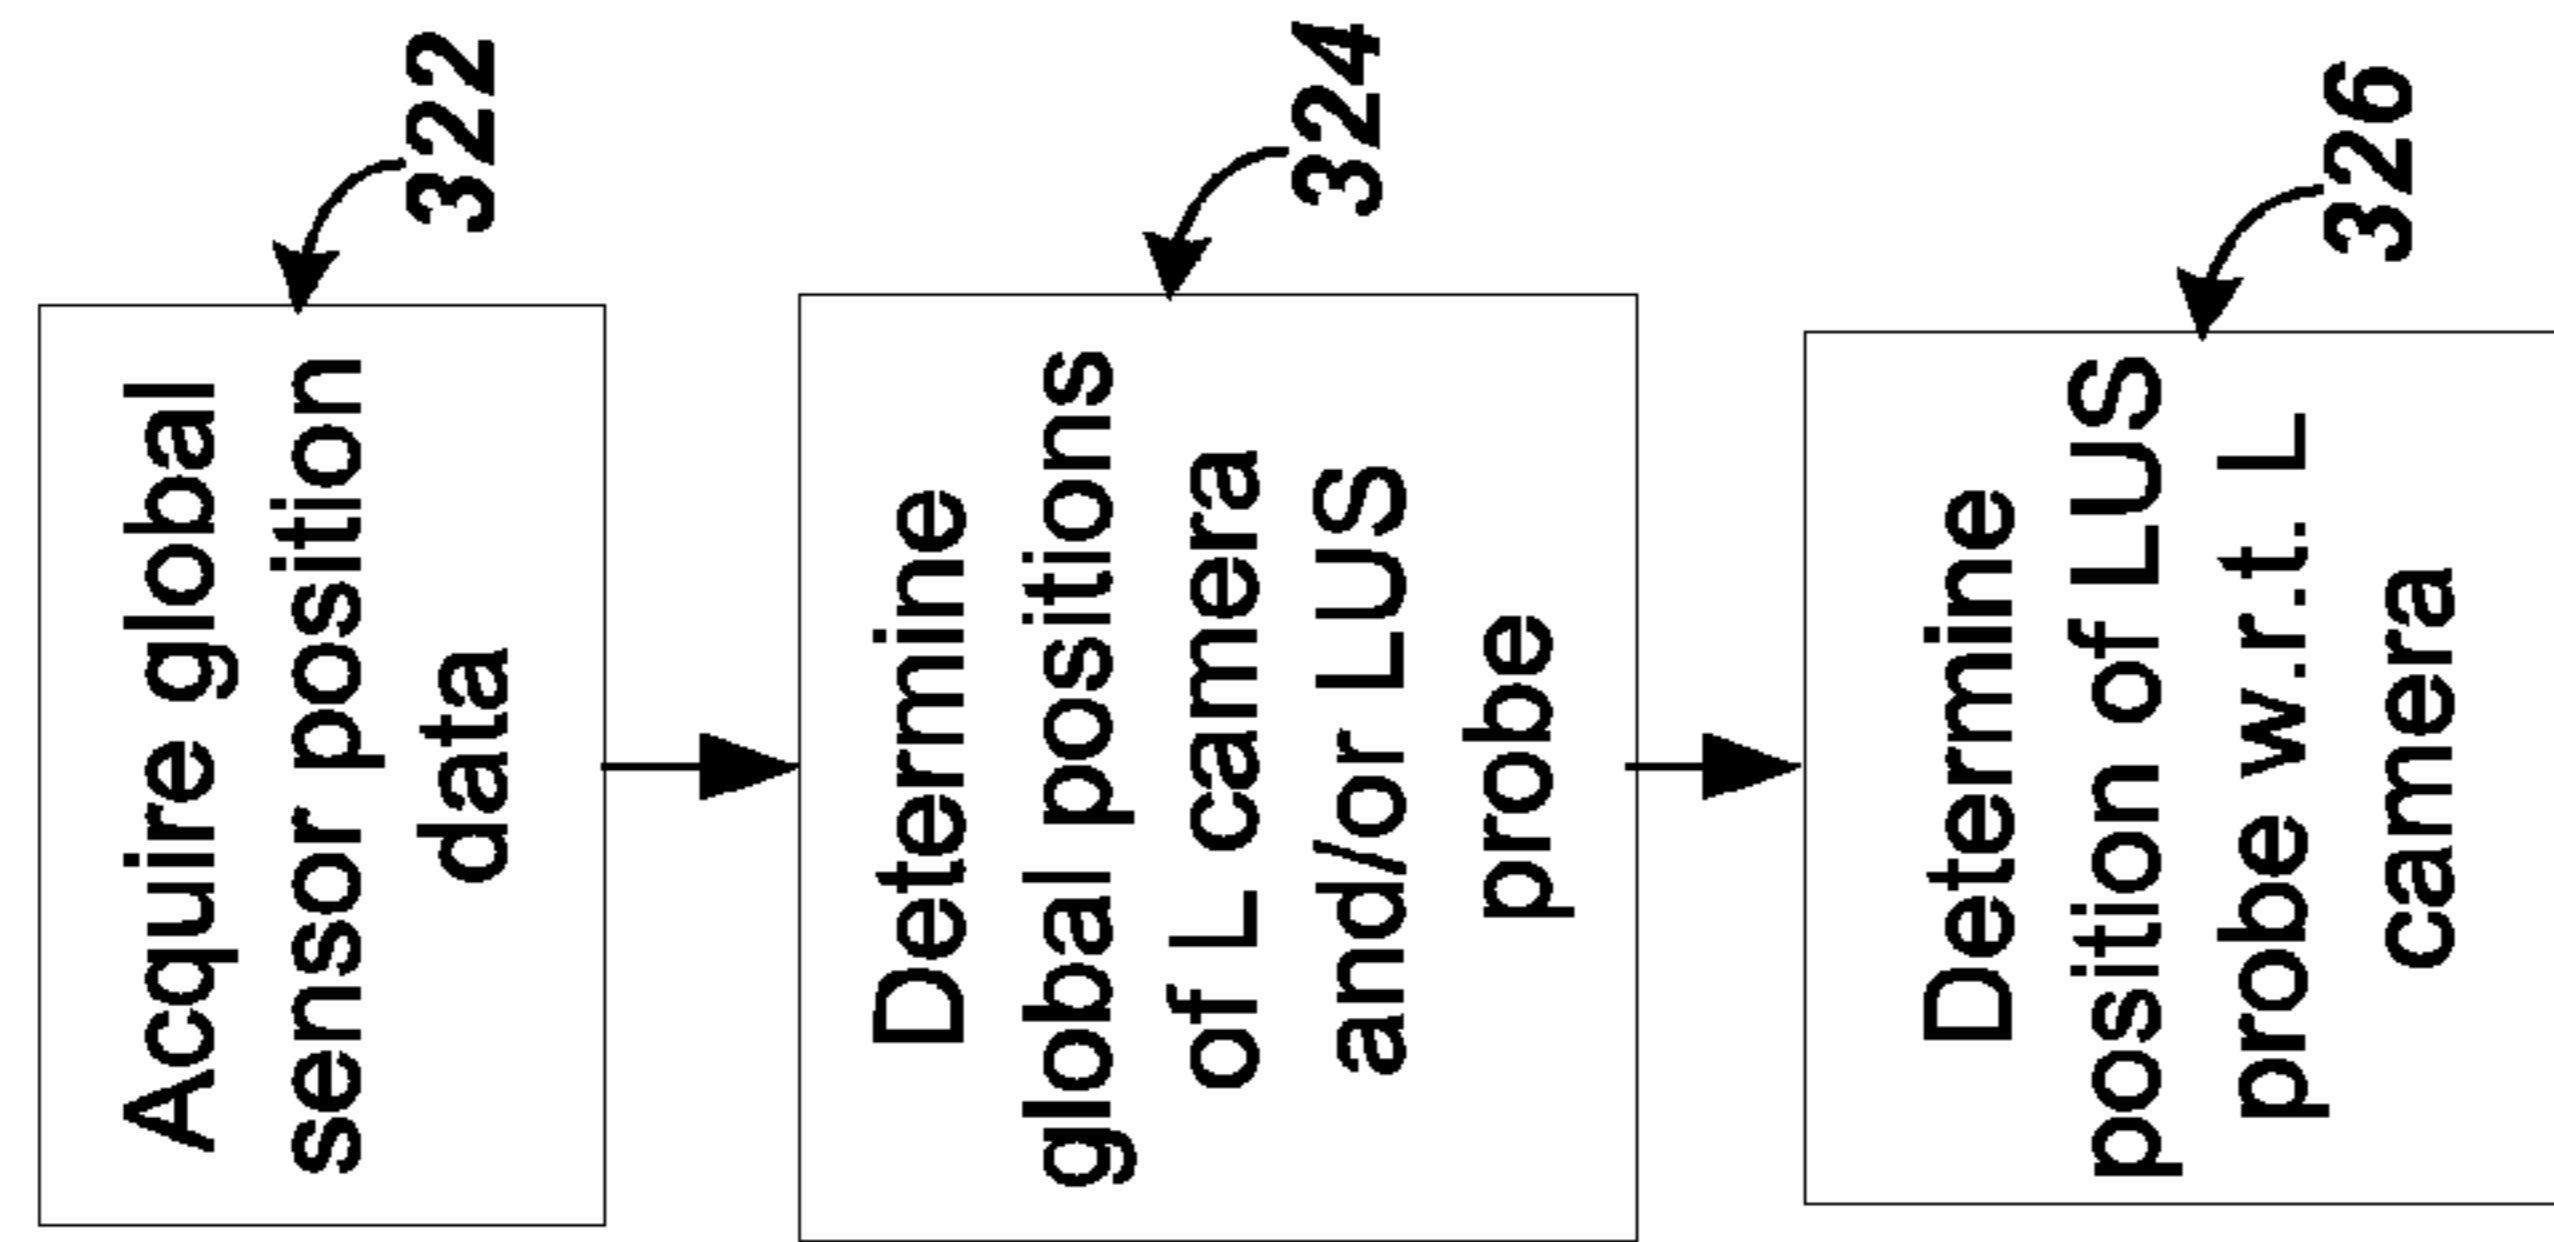 322
Acquire global
sensor position
data
324
Determine
global positions
of L camera
and/or LUS
probe
326
Determine
position of LUS
probe w.r.t. L
camera